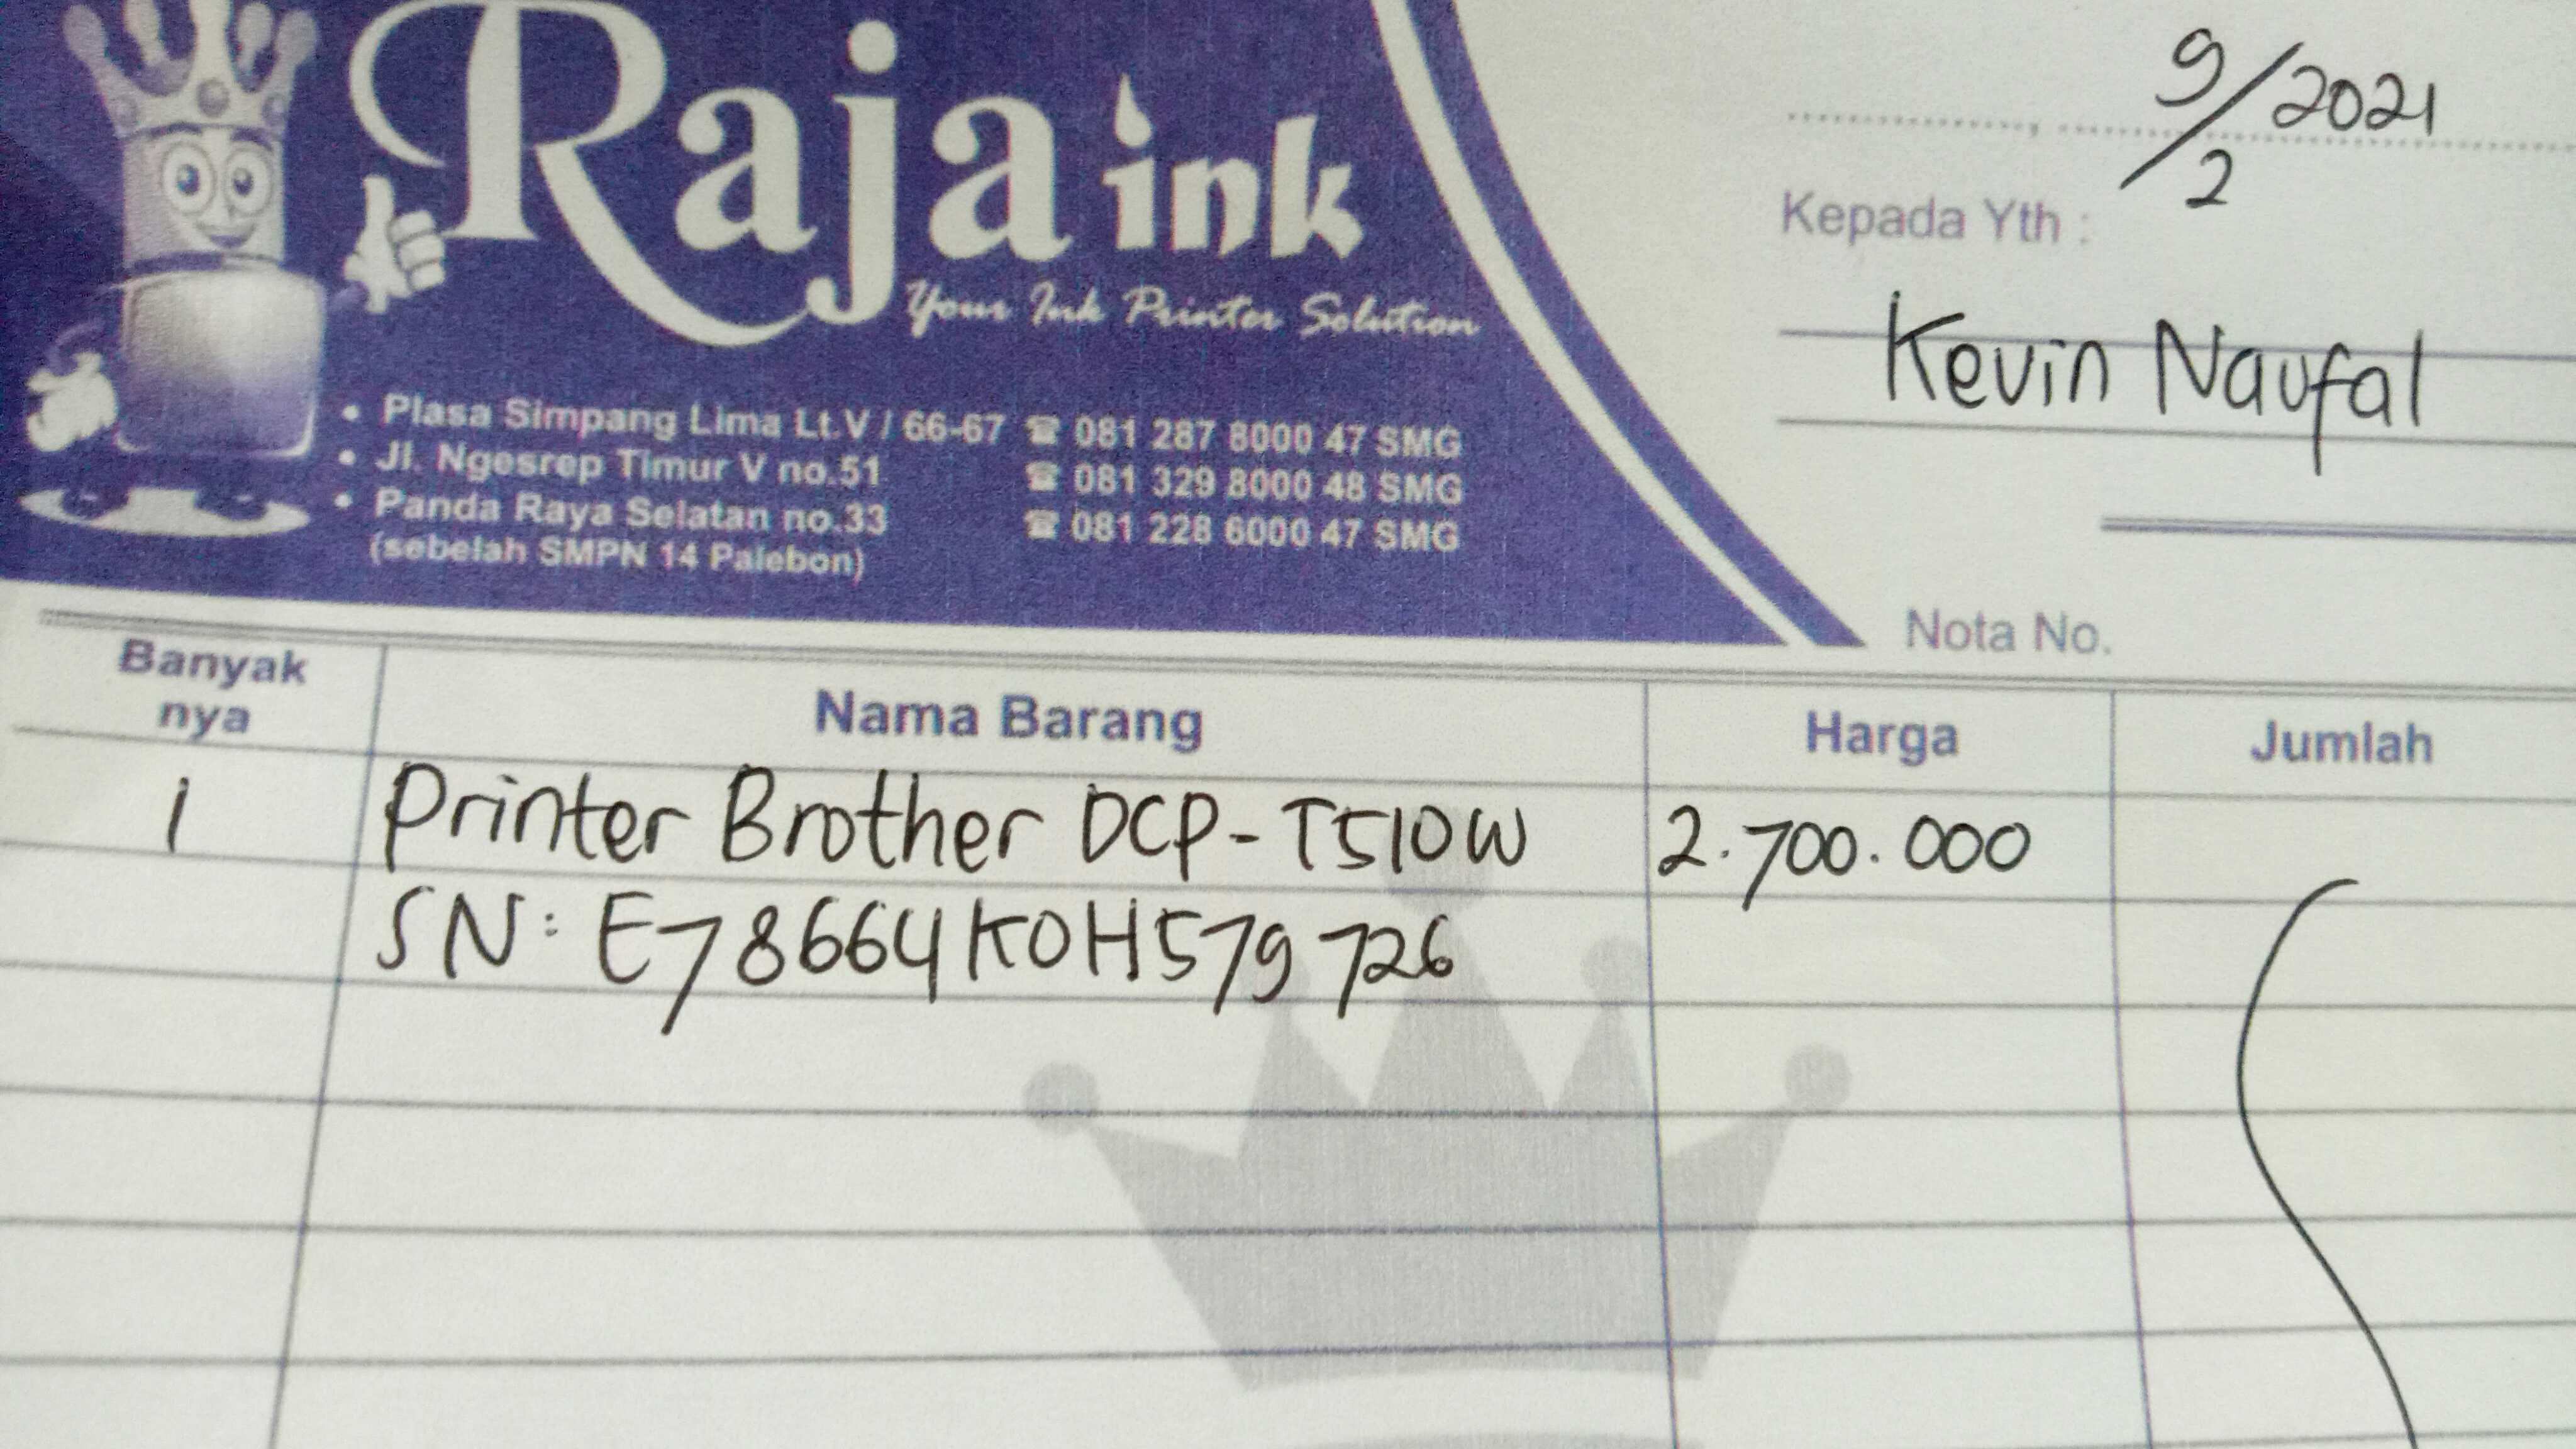 Raja ink
Your Ink Printer Solution
• Plasa Simpang Lima Lt.V / 66-67 ☎ 081 287 8000 47 SMG
• Jl. Ngesrep Timur V no.51 ☎ 081 329 8000 48 SMG
• Panda Raya Selatan no.33 ☎ 081 228 6000 47 SMG
(sebelah SMPN 14 Palebon)
9/2 2021
Kepada Yth :
Kevin Naufal
Nota No.
Banyak nya Nama Barang Harga Jumlah
1 Printer Brother DCP-T510W 2.700.000
SN: E78664K0H579726